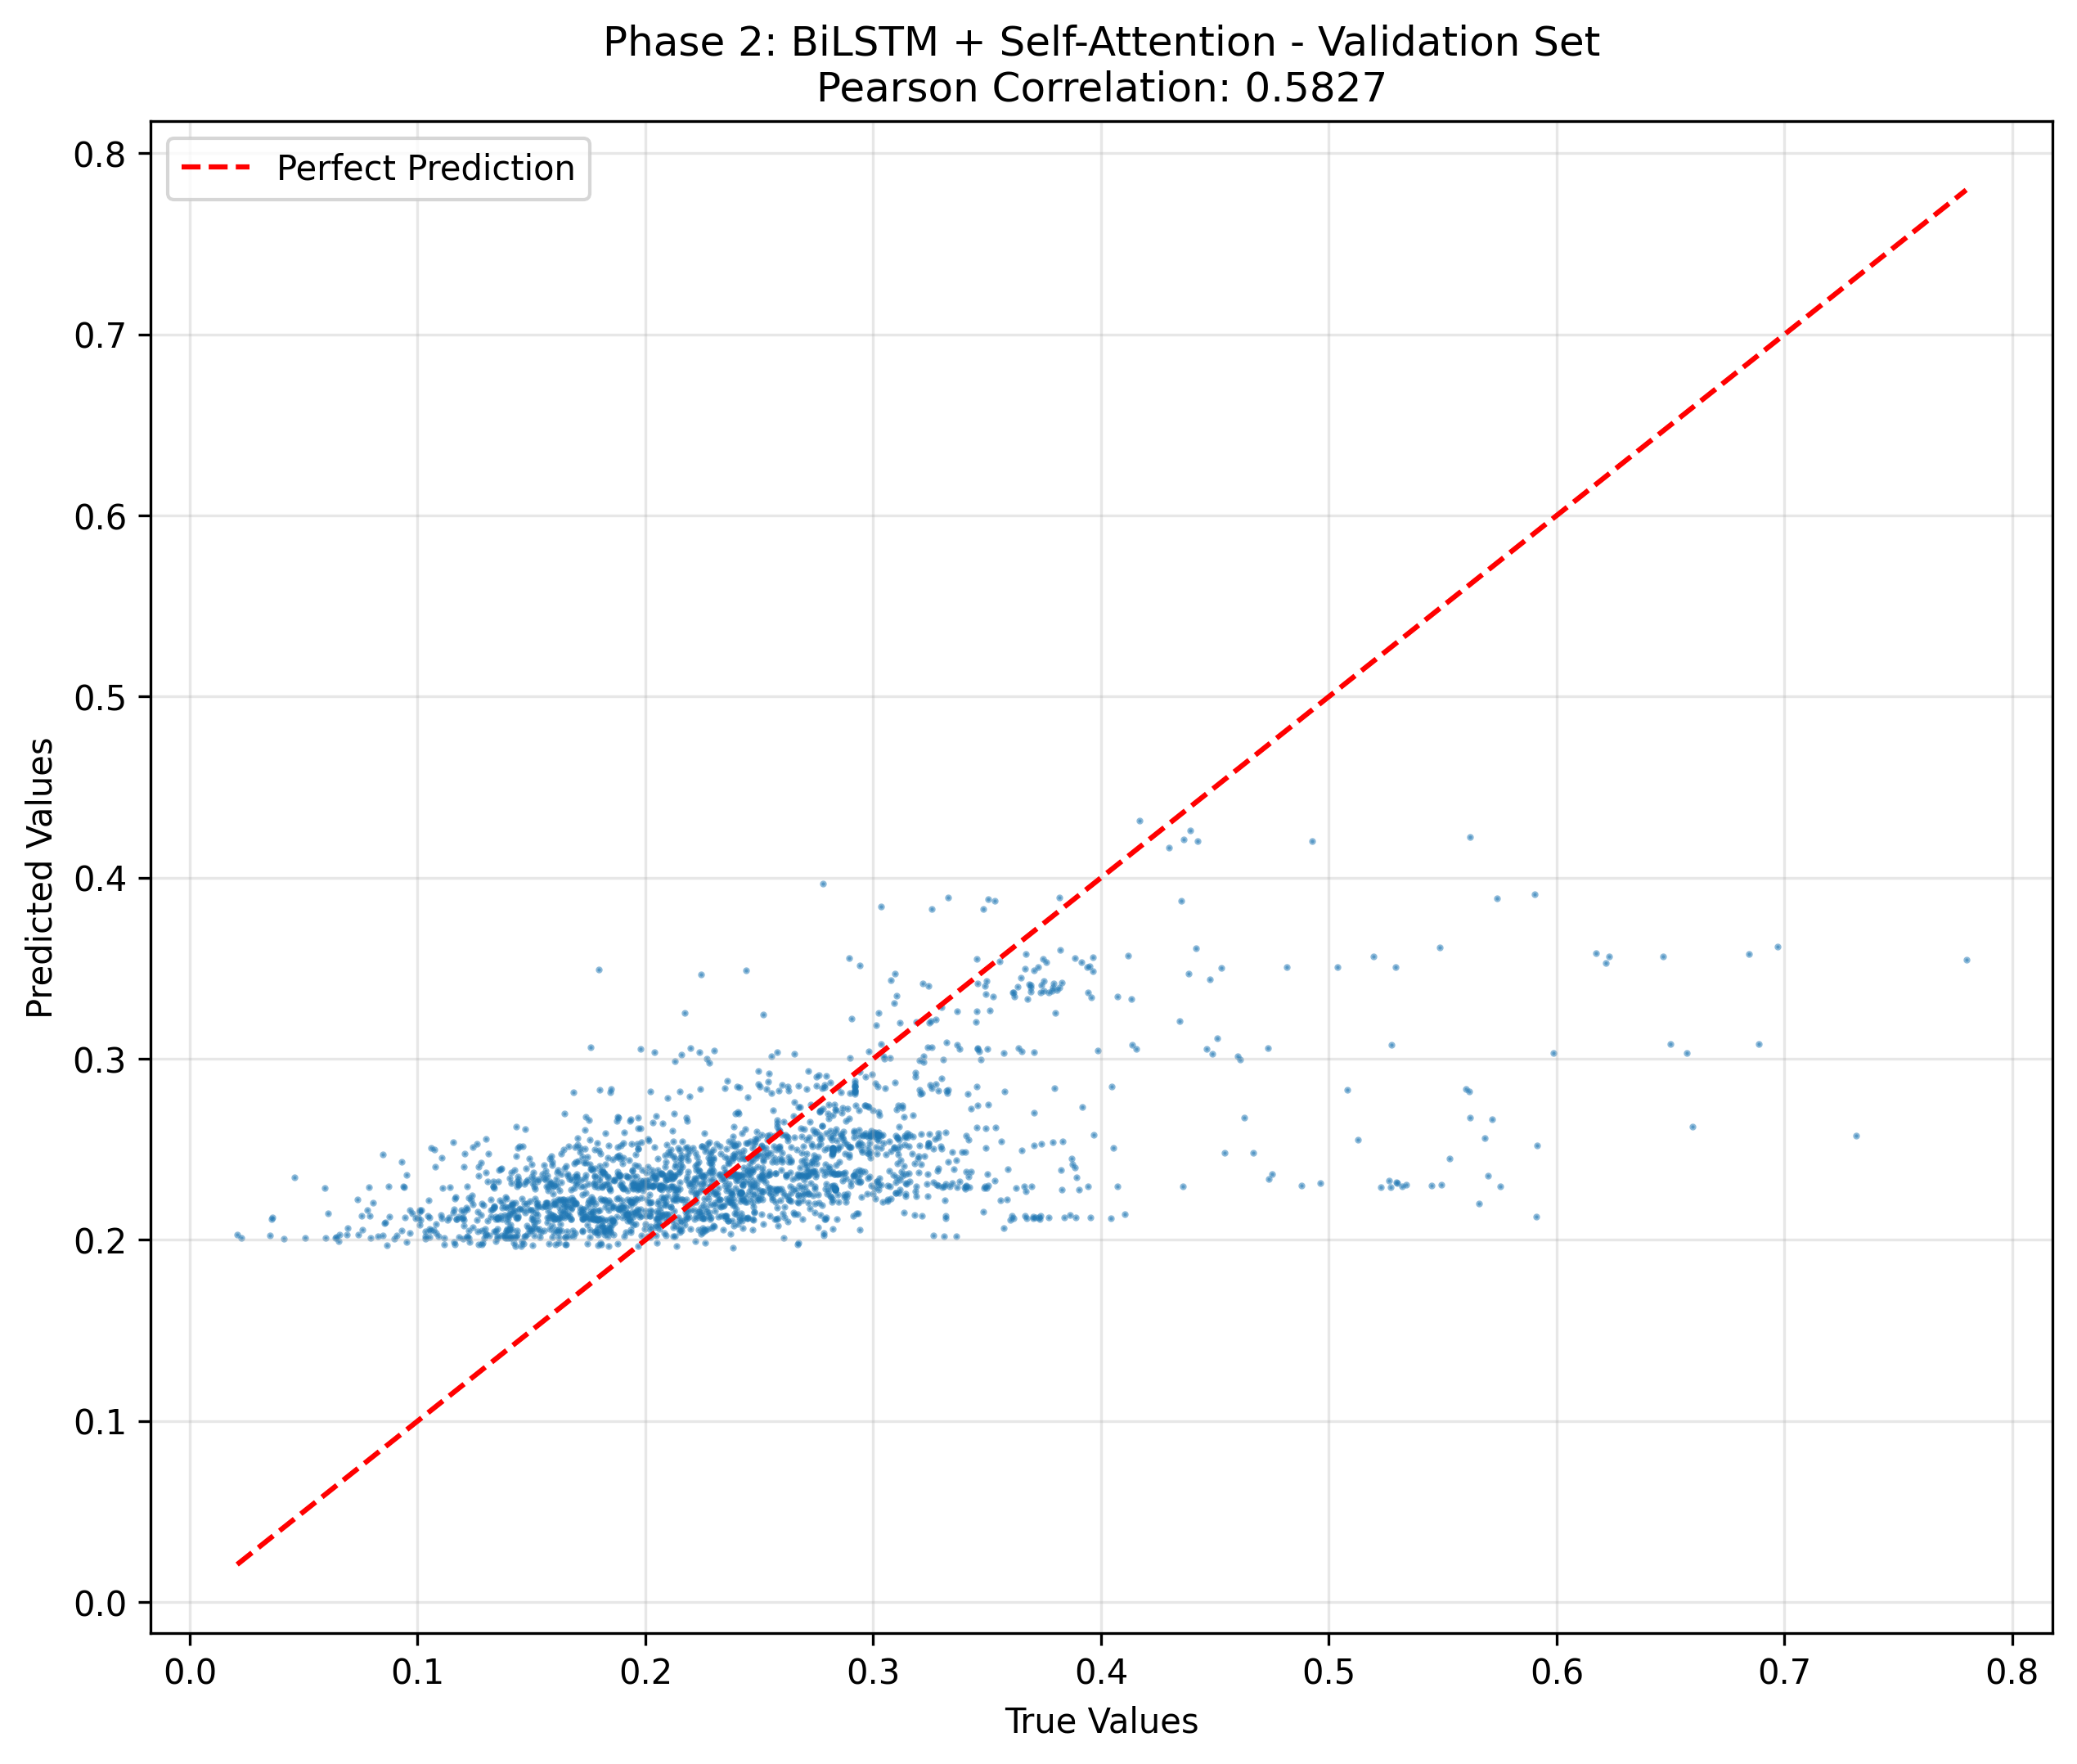 Phase 2: BiLSTM + Self-Attention - Validation Set
Pearson Correlation: 0.5827
Perfect Prediction
Predicted Values
0.8
0.7
0.6
0.5
0.4
0.3
0.2
0.1
0.0
0.0 0.1 0.2 0.3 0.4 0.5 0.6 0.7 0.8
True Values